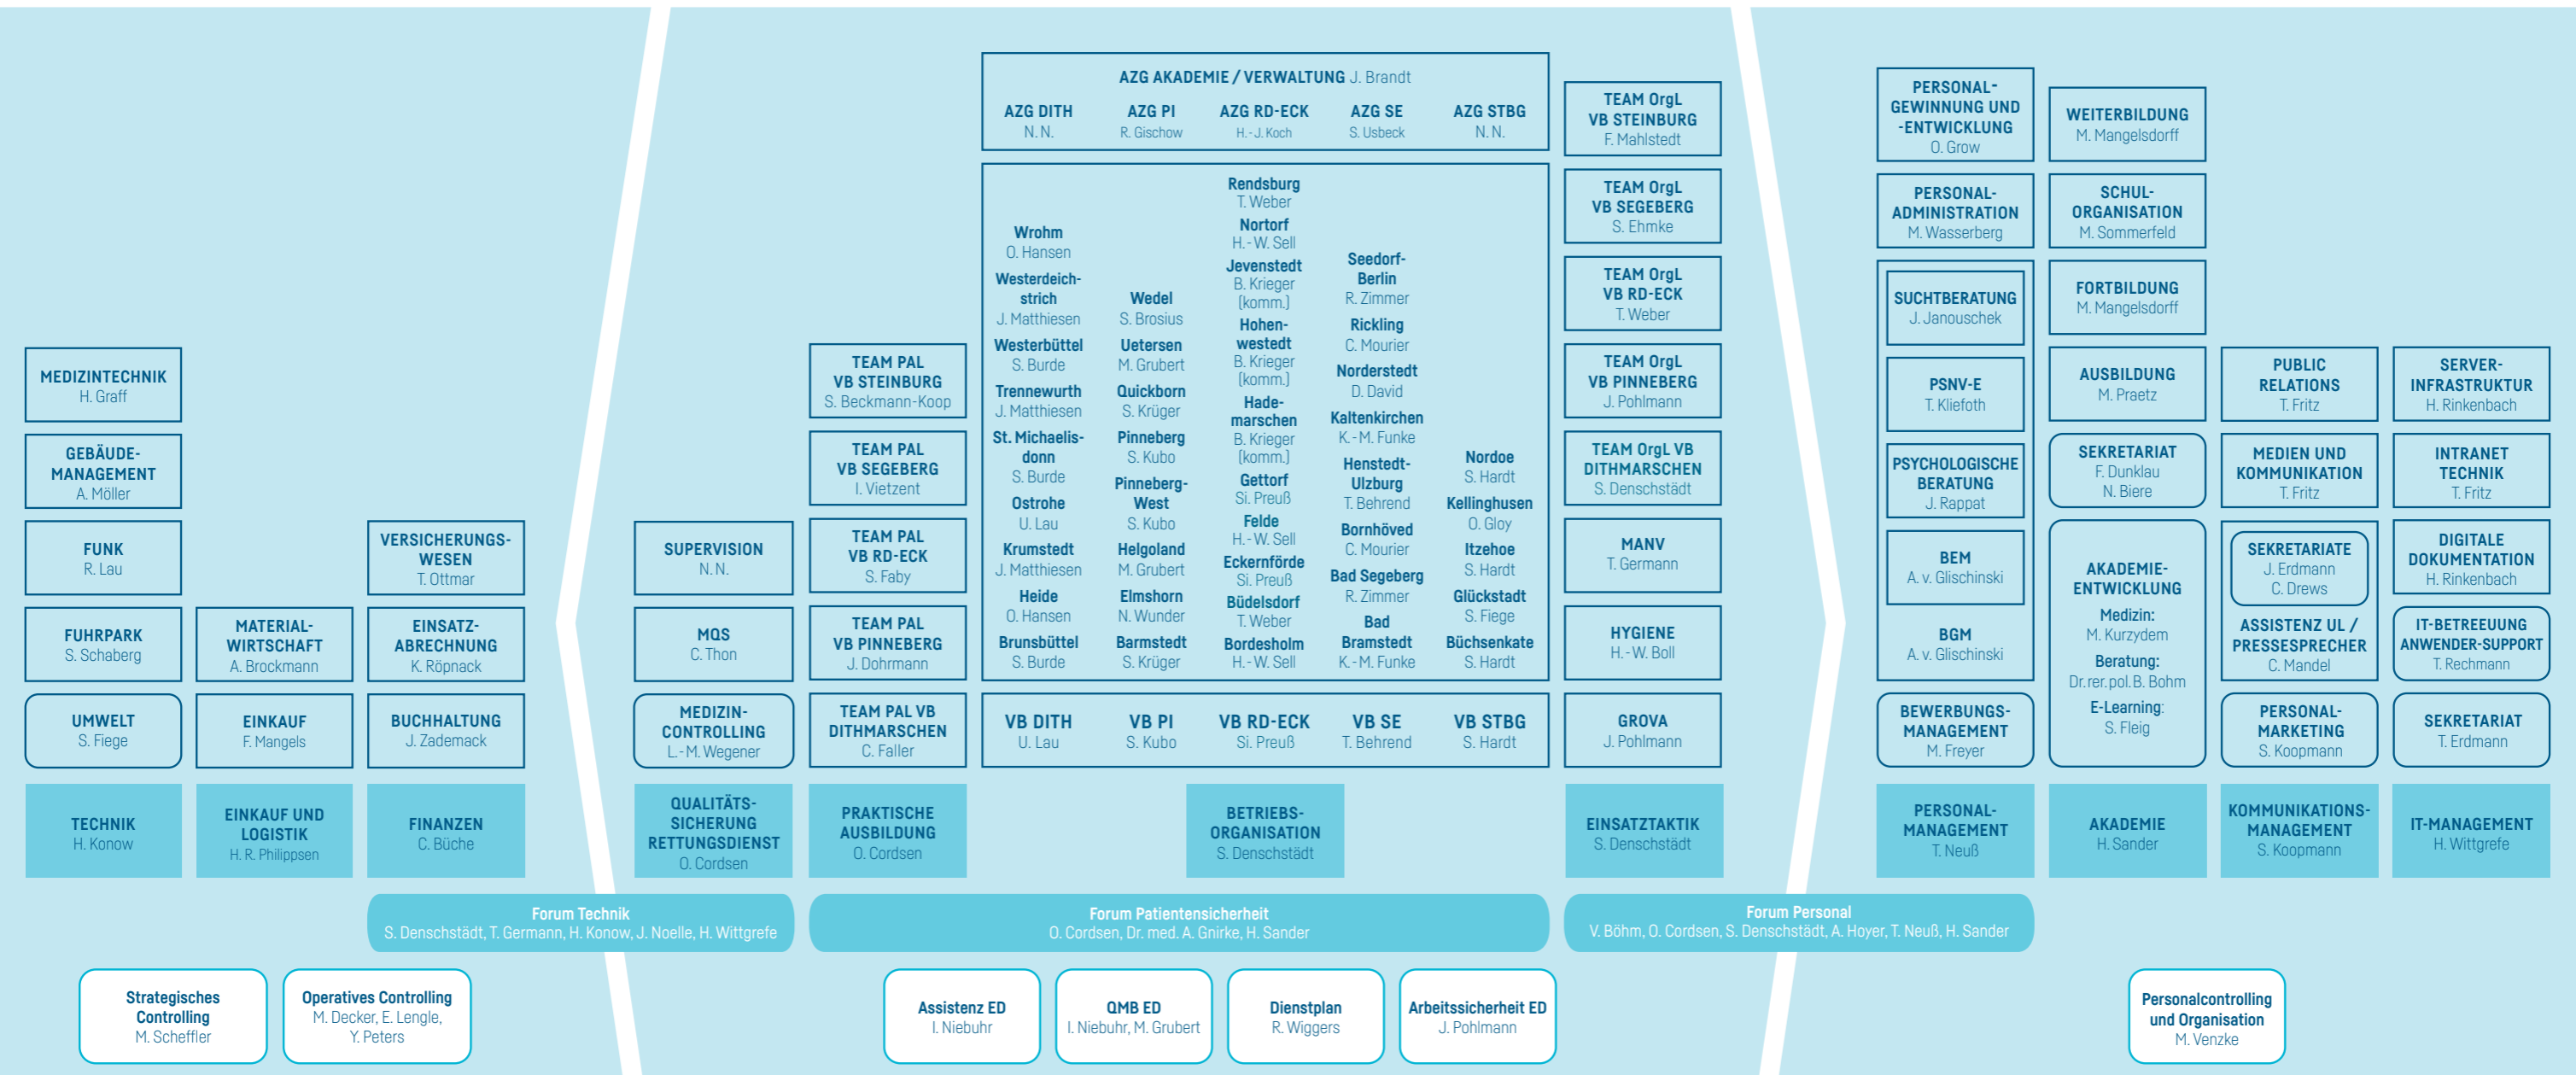 MEDIZINTECHNIK
H. Graff
GEBÄUDE-
MANAGEMENT
A. Möller
FUNK
R. Lau
FUHRPARK
S. Schaberg
UMWELT
S. Fiege
TECHNIK
H. Konow
MATERIAL-
WIRTSCHAFT
A. Brockmann
EINKAUF
F. Mangels
EINKAUF UND
LOGISTIK
H. R. Philippsen
VERSICHERUNGS-
WESEN
T. Ottmar
EINSATZ-
ABRECHNUNG
K. Röpnack
BUCHHALTUNG
J. Zademack
FINANZEN
C. Büche
SUPERVISION
N. N.
MQS
C. Thon
MEDIZIN-
CONTROLLING
L.-M. Wegener
QUALITÄTS-
SICHERUNG
RETTUNGSDIENST
O. Cordsen
TEAM PAL
VB STEINBURG
S. Beckmann-Koop
TEAM PAL
VB SEGEBERG
I. Vietzent
TEAM PAL
VB RD-ECK
S. Faby
TEAM PAL
VB PINNEBERG
J. Dohrmann
TEAM PAL VB
DITHMARSCHEN
C. Faller
PRAKTISCHE
AUSBILDUNG
O. Cordsen
AZG AKADEMIE / VERWALTUNG J. Brandt
AZG DITH
N. N.
AZG PI
R. Gischow
AZG RD-ECK
H.-J. Koch
AZG SE
S. Usbeck
AZG STBG
N. N.
Wrohm
O. Hansen
Westerdeich-
strich
J. Matthiesen
Westerbüttel
S. Burde
Trennewurth
J. Matthiesen
St. Michaelis-
donn
S. Burde
Ostrohe
U. Lau
Krumstedt
J. Matthiesen
Heide
O. Hansen
Brunsbüttel
S. Burde
Wedel
S. Brosius
Uetersen
M. Grubert
Quickborn
S. Krüger
Pinneberg
S. Kubo
Pinneberg-
West
S. Kubo
Helgoland
M. Grubert
Elmshorn
N. Wunder
Barmstedt
S. Krüger
Rendsburg
T. Weber
Nortorf
H.-W. Sell
Jevenstedt
B. Krieger
(komm.)
Hohen-
westedt
B. Krieger
(komm.)
Hade-
marschen
B. Krieger
(komm.)
Gettorf
Si. Preuß
Felde
H.-W. Sell
Eckernförde
Si. Preuß
Büdelsdorf
T. Weber
Bordesholm
H.-W. Sell
Seedorf-
Berlin
R. Zimmer
Rickling
C. Mourier
Norderstedt
D. David
Kaltenkirchen
K.-M. Funke
Henstedt-
Ulzburg
T. Behrend
Bornhöved
C. Mourier
Bad Segeberg
R. Zimmer
Bad
Bramstedt
K.-M. Funke
Nordoe
S. Hardt
Kellinghusen
O. Gloy
Itzehoe
S. Hardt
Glückstadt
S. Fiege
Büchsenkate
S. Hardt
VB DITH
U. Lau
VB PI
S. Kubo
VB RD-ECK
Si. Preuß
VB SE
T. Behrend
VB STBG
S. Hardt
BETRIEBS-
ORGANISATION
S. Denschstädt
TEAM OrgL
VB STEINBURG
F. Mahlstedt
TEAM OrgL
VB SEGEBERG
S. Ehmke
TEAM OrgL
VB RD-ECK
T. Weber
TEAM OrgL
VB PINNEBERG
J. Pohlmann
TEAM OrgL VB
DITHMARSCHEN
S. Denschstädt
MANV
T. Germann
HYGIENE
H.-W. Boll
GROVA
J. Pohlmann
EINSATZTAKTIK
S. Denschstädt
PERSONAL-
GEWINNUNG UND
-ENTWICKLUNG
O. Grow
PERSONAL-
ADMINISTRATION
M. Wasserberg
SUCHTBERATUNG
J. Janouschek
PSNV-E
T. Kliefoth
PSYCHOLOGISCHE
BERATUNG
J. Rappat
BEM
A. v. Glischinski
BGM
A. v. Glischinski
BEWERBUNGS-
MANAGEMENT
M. Freyer
PERSONAL-
MANAGEMENT
T. Neuß
WEITERBILDUNG
M. Mangelsdorff
SCHUL-
ORGANISATION
M. Sommerfeld
FORTBILDUNG
M. Mangelsdorff
AUSBILDUNG
M. Praetz
SEKRETARIAT
F. Dunklau
N. Biere
AKADEMIE-
ENTWICKLUNG
Medizin:
M. Kurzydem
Beratung:
Dr. rer. pol. B. Bohm
E-Learning:
S. Fleig
AKADEMIE
H. Sander
PUBLIC
RELATIONS
T. Fritz
MEDIEN UND
KOMMUNIKATION
T. Fritz
SEKRETARIATE
J. Erdmann
C. Drews
ASSISTENZ UL /
PRESSESPRECHER
C. Mandel
PERSONAL-
MARKETING
S. Koopmann
KOMMUNIKATIONS-
MANAGEMENT
S. Koopmann
SERVER-
INFRASTRUKTUR
H. Rinkenbach
INTRANET
TECHNIK
T. Fritz
DIGITALE
DOKUMENTATION
H. Rinkenbach
IT-BETREEUUNG
ANWENDER-SUPPORT
T. Rechmann
SEKRETARIAT
T. Erdmann
IT-MANAGEMENT
H. Wittgrefe
Forum Technik
S. Denschstädt, T. Germann, H. Konow, J. Noelle, H. Wittgrefe
Forum Patientensicherheit
O. Cordsen, Dr. med. A. Gnirke, H. Sander
Forum Personal
V. Böhm, O. Cordsen, S. Denschstädt, A. Hoyer, T. Neuß, H. Sander
Strategisches
Controlling
M. Scheffler
Operatives Controlling
M. Decker, E. Lengle,
Y. Peters
Assistenz ED
I. Niebuhr
QMB ED
I. Niebuhr, M. Grubert
Dienstplan
R. Wiggers
Arbeitssicherheit ED
J. Pohlmann
Personalcontrolling
und Organisation
M. Venzke